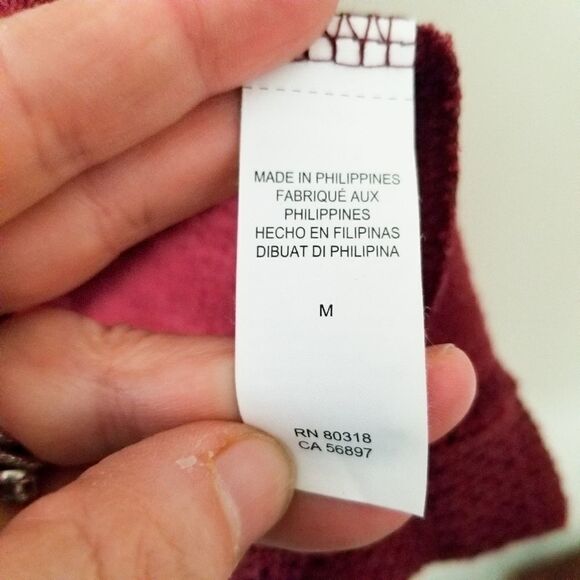 MADE IN PHILIPPINES
FABRIQUÉ AUX
PHILIPPINES
HECHO EN FILIPINAS
DIBUAT DI PHILIPINA
M
RN 80318
CA 56897